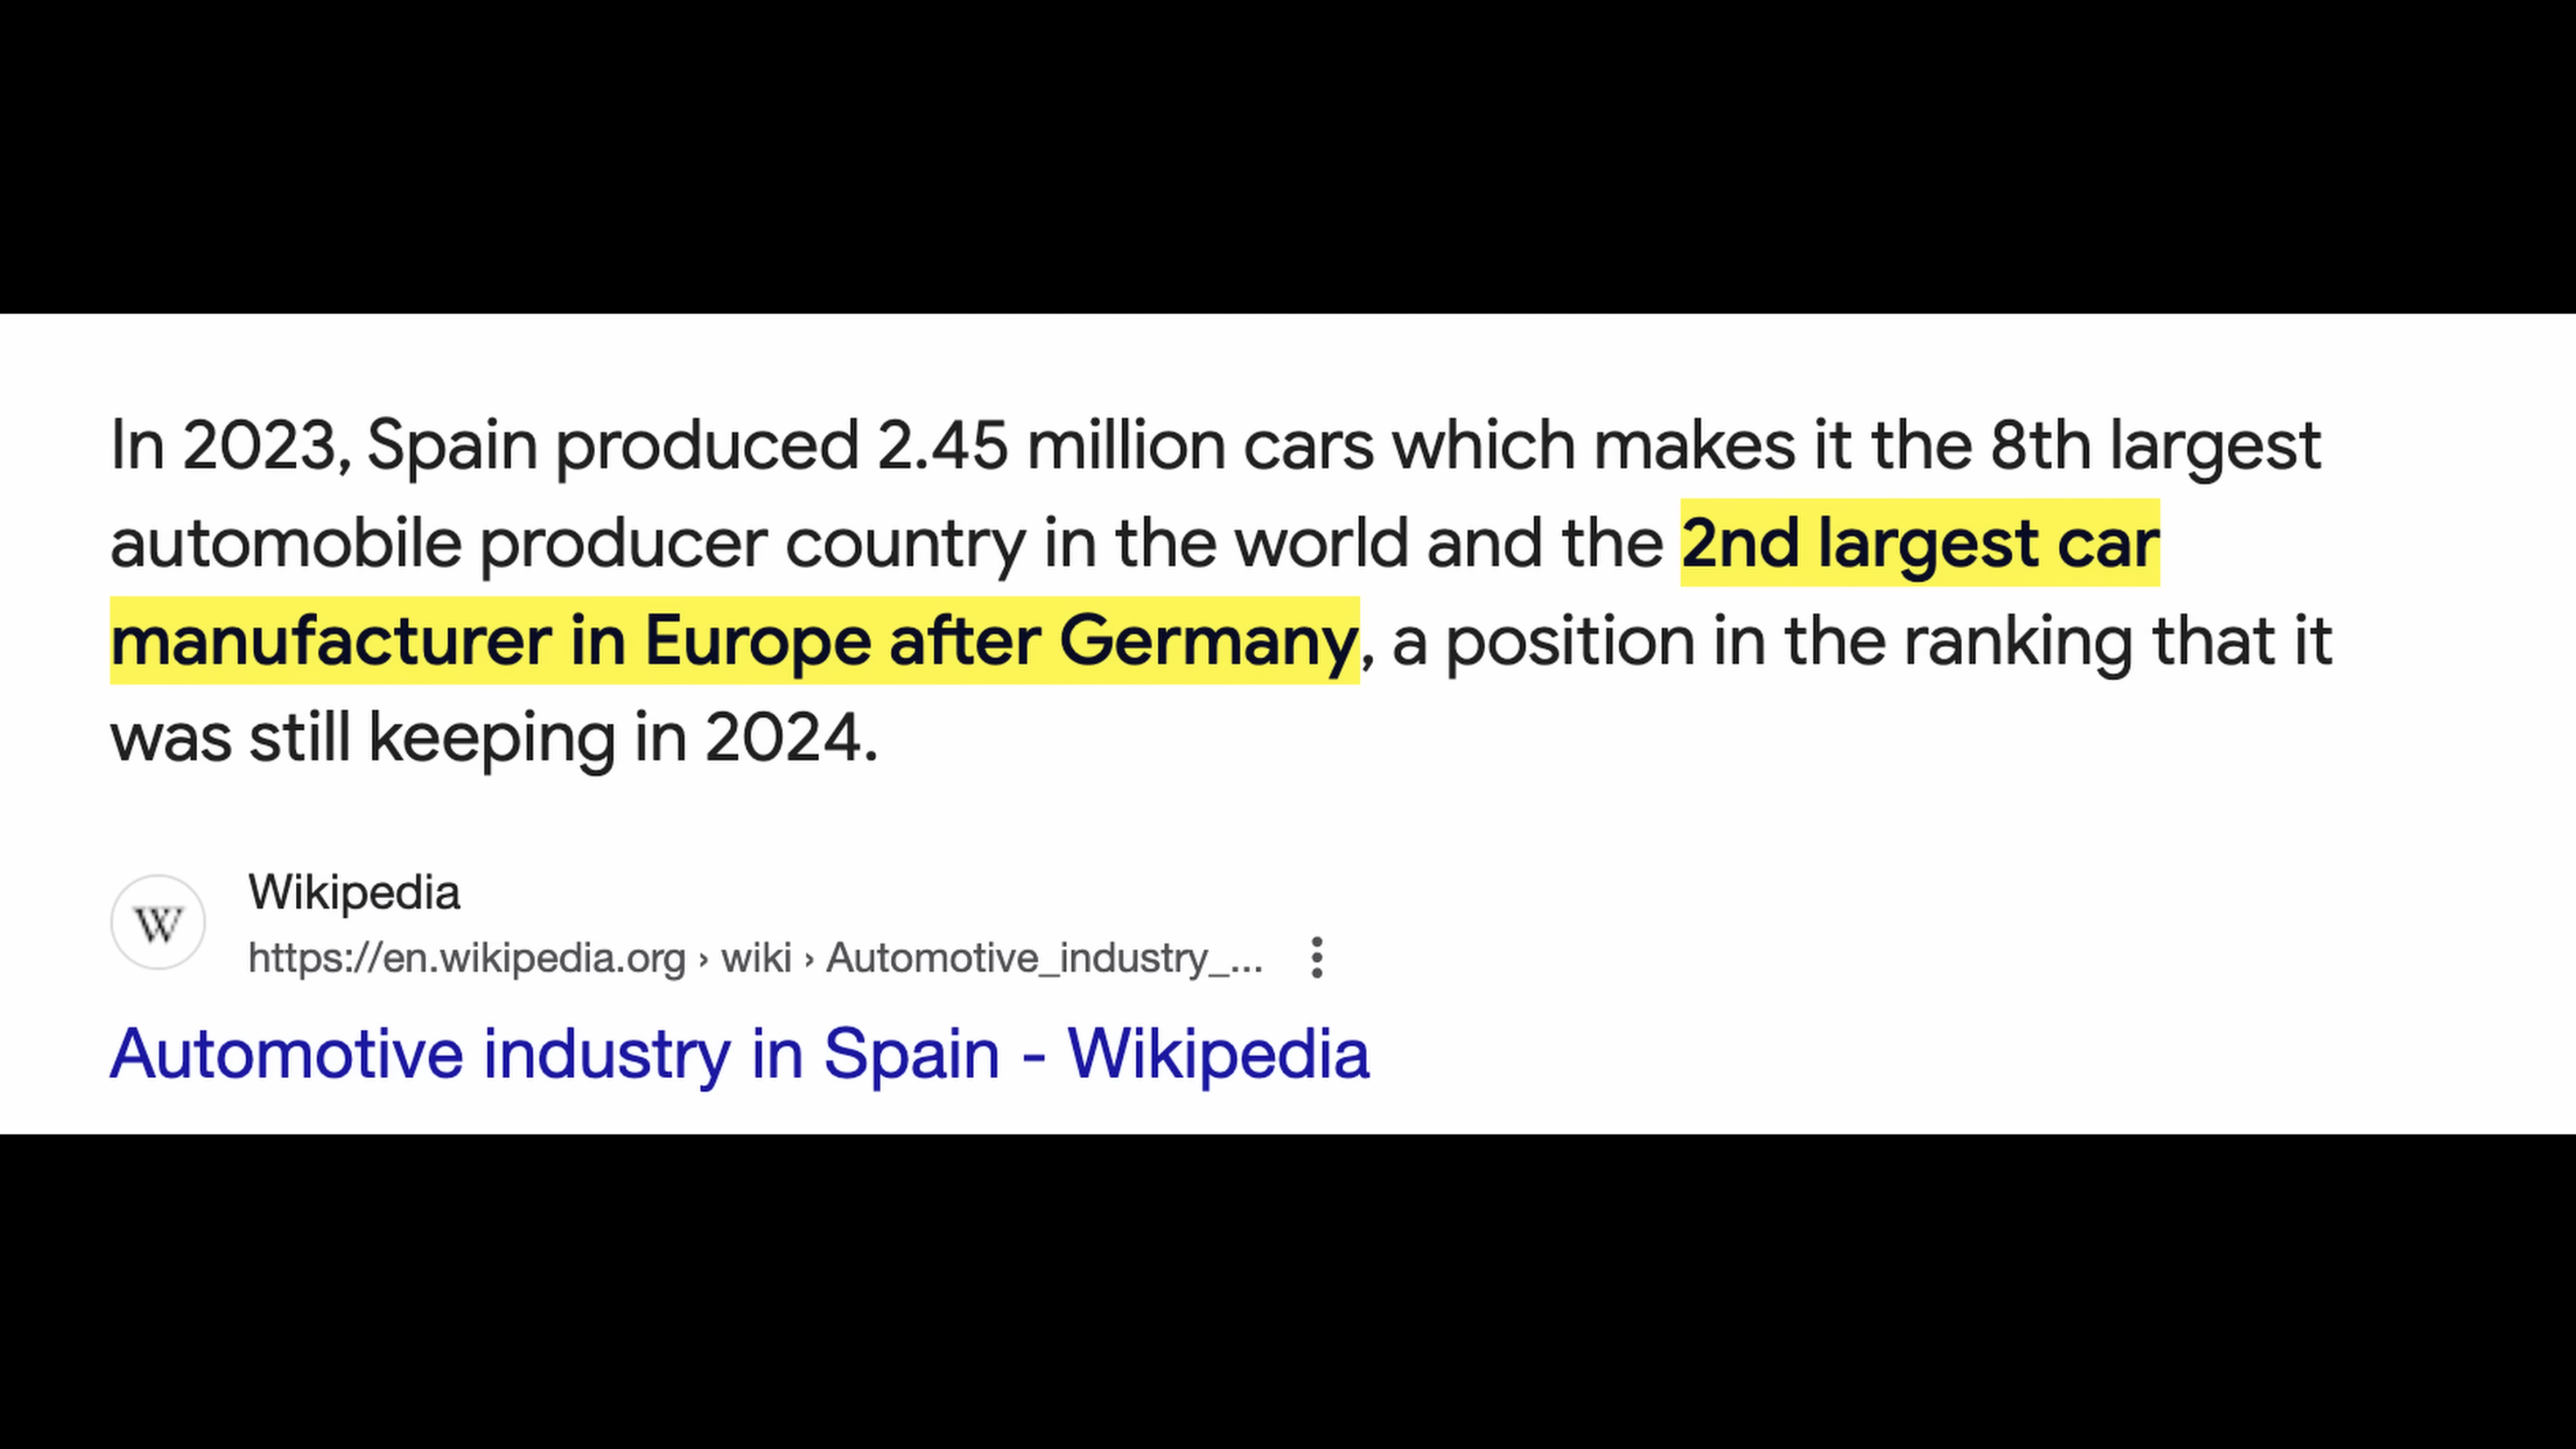 In 2023, Spain produced 2.45 million cars which makes it the 8th largest
automobile producer country in the world and the 2nd largest car
manufacturer in Europe after Germany, a position in the ranking that it
was still keeping in 2024.
W
Wikipedia
https://en.wikipedia.org › wiki › Automotive_industry_...
Automotive industry in Spain - Wikipedia